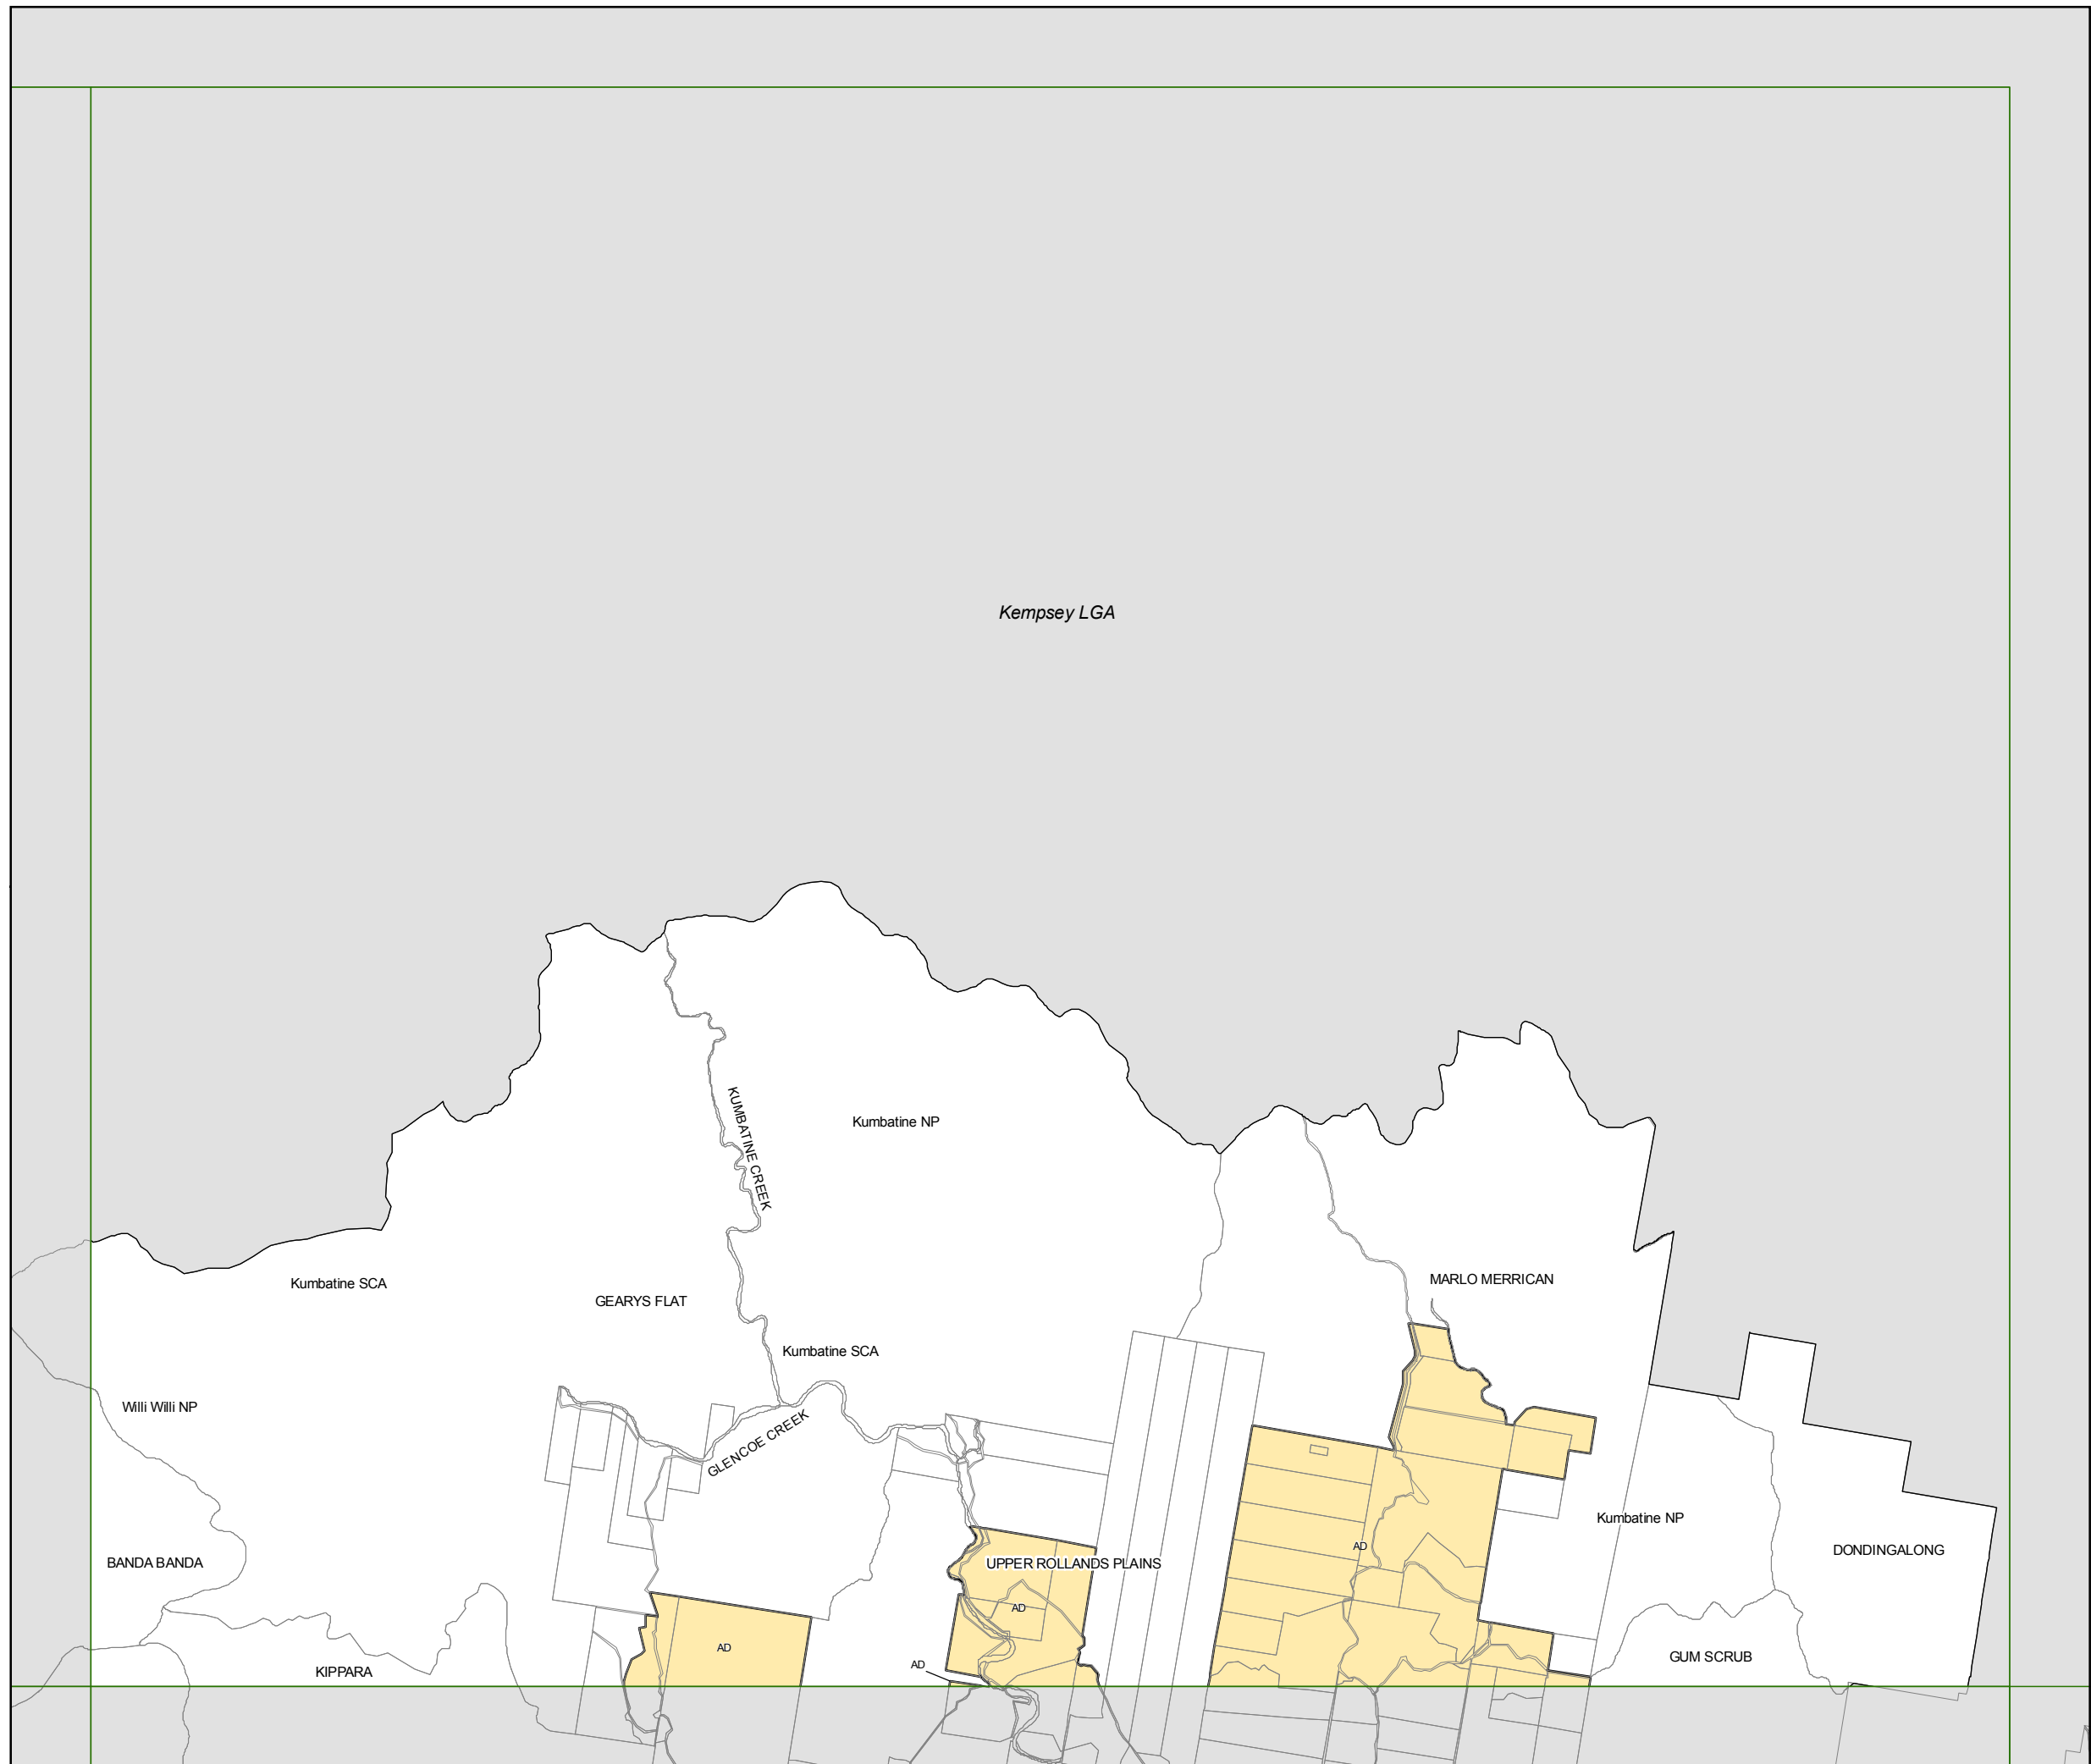 Kempsey LGA
KUMBATINE CREEK
Kumbatine NP
Kumbatine SCA
GEARYS FLAT
MARLO MERRICAN
Kumbatine SCA
Willi Willi NP
GLENCOE CREEK
Kumbatine NP
AD
DONDINGALONG
BANDA BANDA
UPPER ROLLANDS PLAINS
AD
AD
GUM SCRUB
AD
KIPPARA